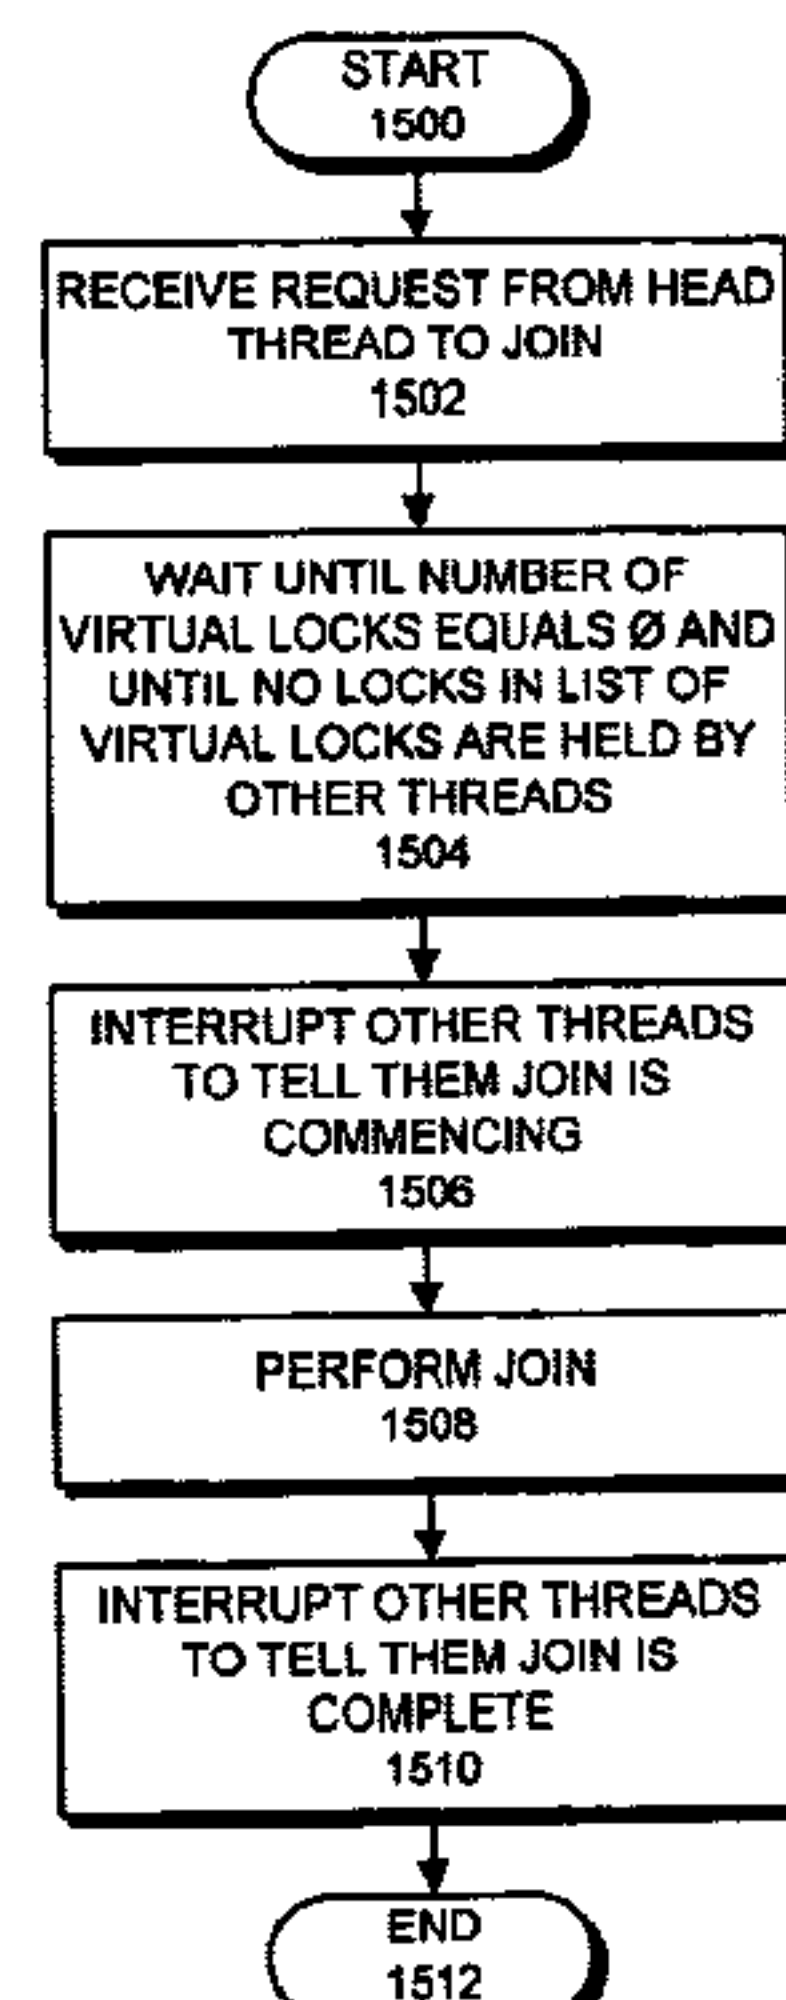 START
1500
RECEIVE REQUEST FROM HEAD
THREAD TO JOIN
1502
WAIT UNTIL NUMBER OF
VIRTUAL LOCKS EQUALS Ø AND
UNTIL NO LOCKS IN LIST OF
VIRTUAL LOCKS ARE HELD BY
OTHER THREADS
1504
INTERRUPT OTHER THREADS
TO TELL THEM JOIN IS
COMMENCING
1506
PERFORM JOIN
1508
INTERRUPT OTHER THREADS
TO TELL THEM JOIN IS
COMPLETE
1510
END
1512